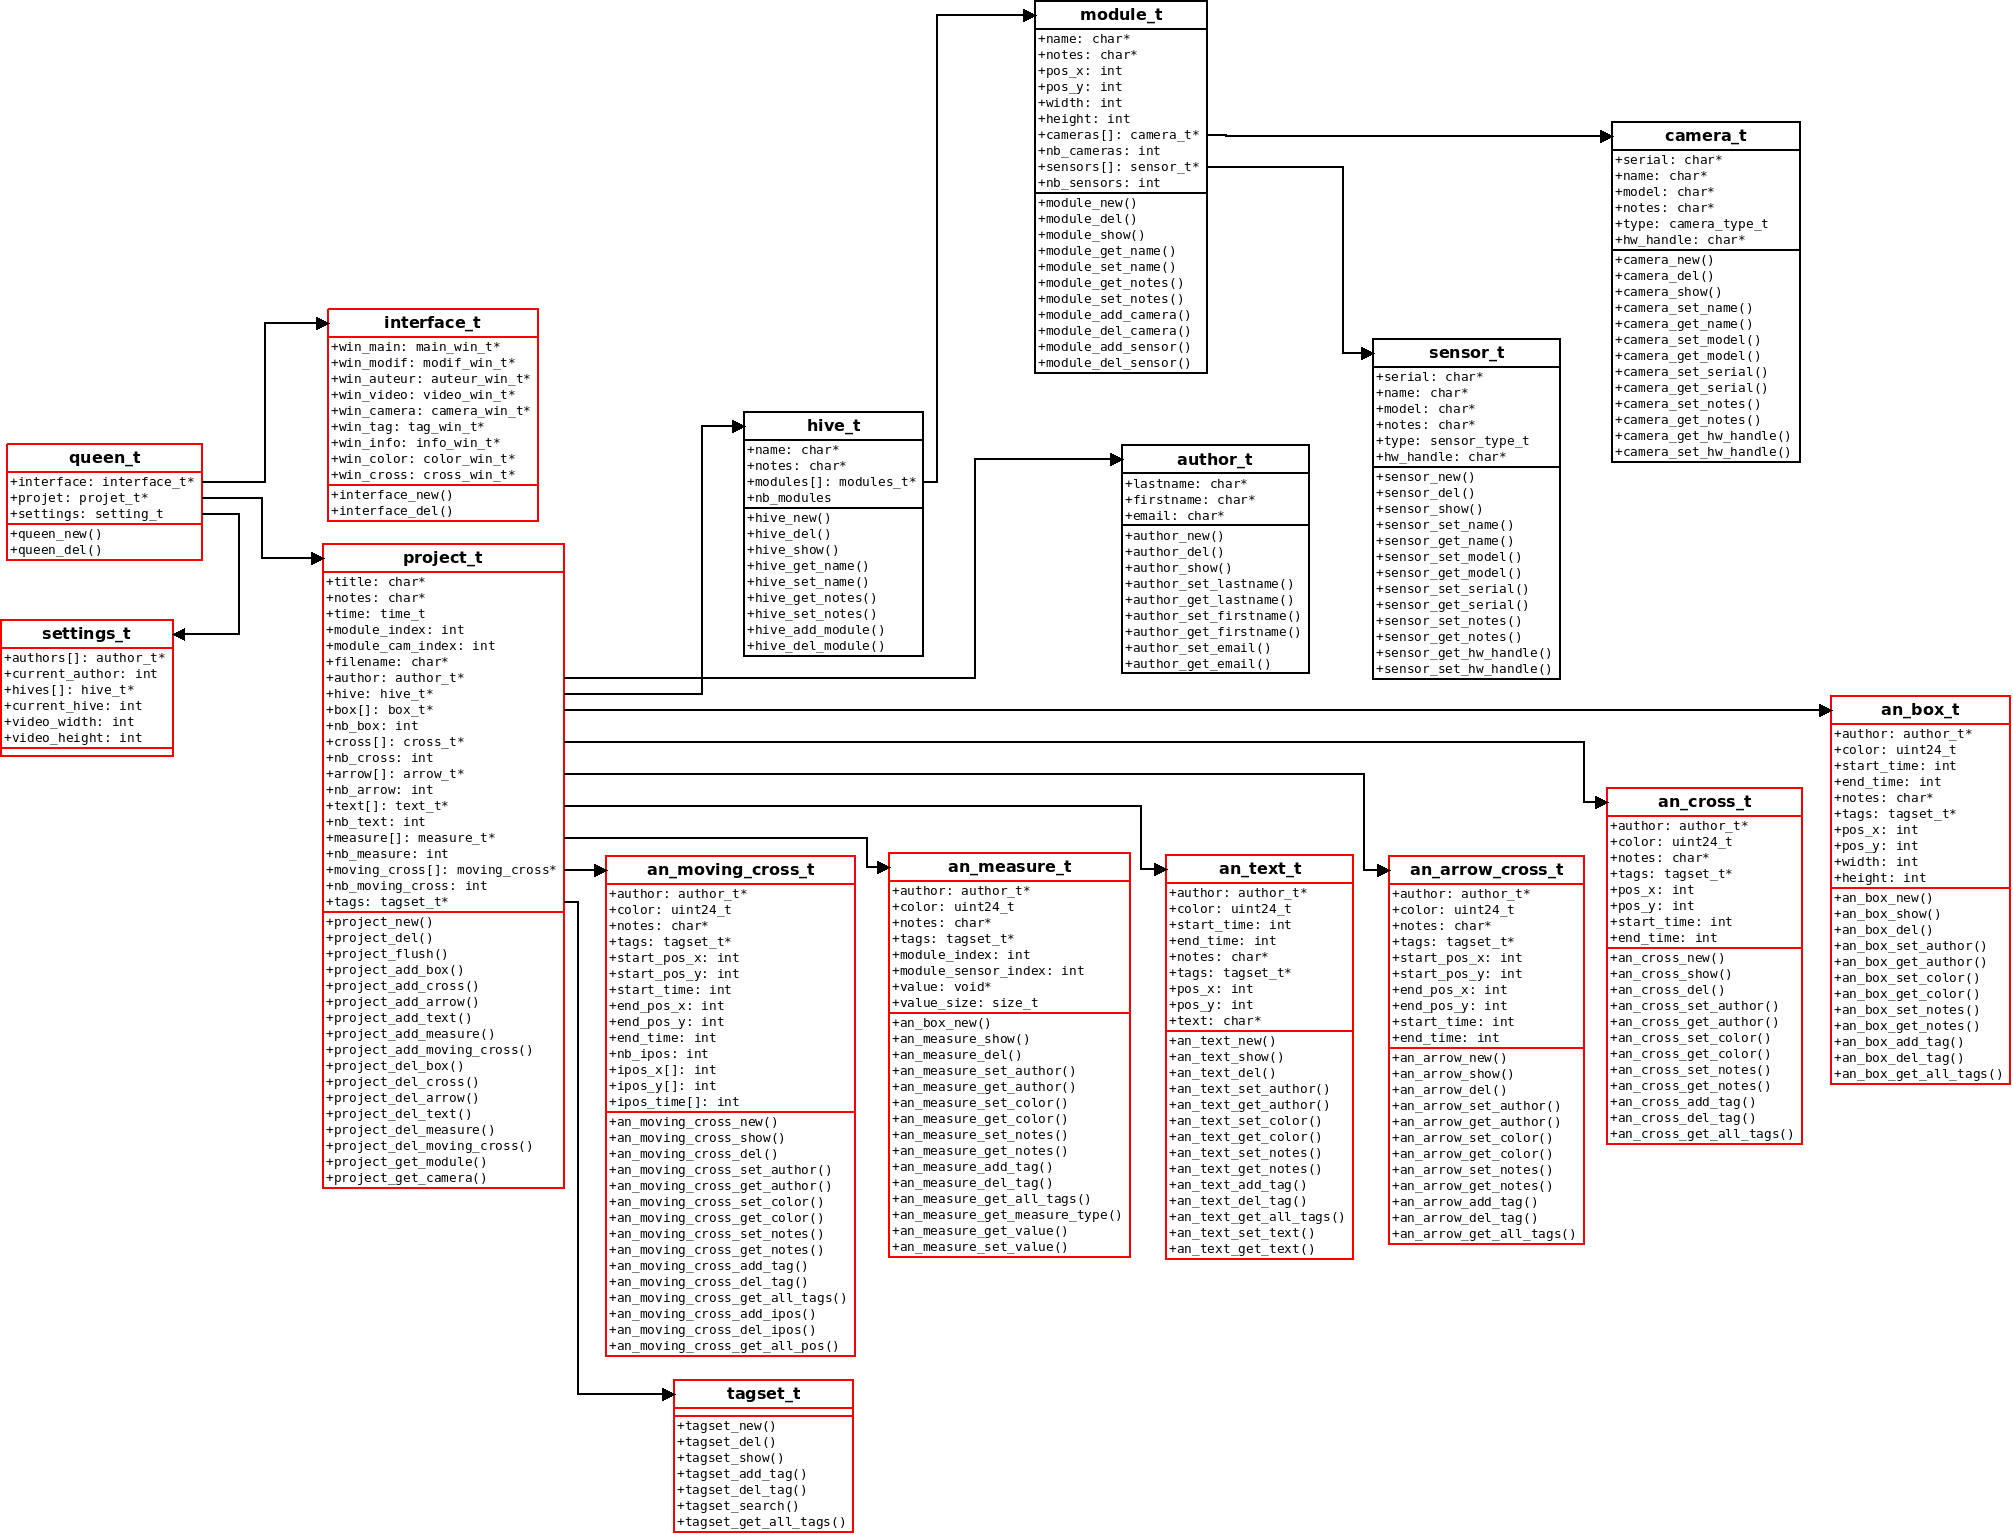 module_t
+name: char*
+notes: char*
+pos_x: int
+pos_y: int
+width: int
+height: int
+cameras[]: camera_t*
+nb_cameras: int
+sensors[]: sensor_t*
+nb_sensors: int
+module_new()
+module_del()
+module_show()
+module_get_name()
+module_set_name()
+module_get_notes()
+module_set_notes()
+module_add_camera()
+module_del_camera()
+module_add_sensor()
+module_del_sensor()
camera_t
+serial: char*
+name: char*
+model: char*
+notes: char*
+type: camera_type_t
+hw_handle: char*
+camera_new()
+camera_del()
+camera_show()
+camera_set_name()
+camera_get_name()
+camera_set_model()
+camera_get_model()
+camera_set_serial()
+camera_get_serial()
+camera_set_notes()
+camera_get_notes()
+camera_get_hw_handle()
+camera_set_hw_handle()
interface_t
+win_main: main_win_t*
+win_modif: modif_win_t*
+win_auteur: auteur_win_t*
+win_video: video_win_t*
+win_camera: camera_win_t*
+win_tag: tag_win_t*
+win_info: info_win_t*
+win_color: color_win_t*
+win_cross: cross_win_t*
+interface_new()
+interface_del()
sensor_t
+serial: char*
+name: char*
+model: char*
+notes: char*
+type: sensor_type_t
+hw_handle: char*
+sensor_new()
+sensor_del()
+sensor_show()
+sensor_set_name()
+sensor_get_name()
+sensor_set_model()
+sensor_get_model()
+sensor_set_serial()
+sensor_get_serial()
+sensor_set_notes()
+sensor_get_notes()
+sensor_get_hw_handle()
+sensor_set_hw_handle()
hive_t
+name: char*
+notes: char*
+modules[]: modules_t*
+nb_modules
+hive_new()
+hive_del()
+hive_show()
+hive_get_name()
+hive_set_name()
+hive_get_notes()
+hive_set_notes()
+hive_add_module()
+hive_del_module()
queen_t
+interface: interface_t*
+projet: projet_t*
+settings: setting_t
+queen_new()
+queen_del()
author_t
+lastname: char*
+firstname: char*
+email: char*
+author_new()
+author_del()
+author_show()
+author_set_lastname()
+author_get_lastname()
+author_set_firstname()
+author_get_firstname()
+author_set_email()
+author_get_email()
project_t
+title: char*
+notes: char*
+time: time_t
+module_index: int
+module_cam_index: int
+filename: char*
+author: author_t*
+hive: hive_t*
+box[]: box_t*
+nb_box: int
+cross[]: cross_t*
+nb_cross: int
+arrow[]: arrow_t*
+nb_arrow: int
+text[]: text_t*
+nb_text: int
+measure[]: measure_t*
+nb_measure: int
+moving_cross[]: moving_cross*
+nb_moving_cross: int
+tags: tagset_t*
+project_new()
+project_del()
+project_flush()
+project_add_box()
+project_add_cross()
+project_add_arrow()
+project_add_text()
+project_add_measure()
+project_add_moving_cross()
+project_del_box()
+project_del_cross()
+project_del_arrow()
+project_del_text()
+project_del_measure()
+project_del_moving_cross()
+project_get_module()
+project_get_camera()
settings_t
+authors[]: author_t*
+current_author: int
+hives[]: hive_t*
+current_hive: int
+video_width: int
+video_height: int
an_box_t
+author: author_t*
+color: uint24_t
+start_time: int
+end_time: int
+notes: char*
+tags: tagset_t*
+pos_x: int
+pos_y: int
+width: int
+height: int
+an_box_new()
+an_box_show()
+an_box_del()
+an_box_set_author()
+an_box_get_author()
+an_box_set_color()
+an_box_get_color()
+an_box_set_notes()
+an_box_get_notes()
+an_box_add_tag()
+an_box_del_tag()
+an_box_get_all_tags()
an_cross_t
+author: author_t*
+color: uint24_t
+notes: char*
+tags: tagset_t*
+pos_x: int
+pos_y: int
+start_time: int
+end_time: int
+an_cross_new()
+an_cross_show()
+an_cross_del()
+an_cross_set_author()
+an_cross_get_author()
+an_cross_set_color()
+an_cross_get_color()
+an_cross_set_notes()
+an_cross_get_notes()
+an_cross_add_tag()
+an_cross_del_tag()
+an_cross_get_all_tags()
an_moving_cross_t
+author: author_t*
+color: uint24_t
+notes: char*
+tags: tagset_t*
+start_pos_x: int
+start_pos_y: int
+start_time: int
+end_pos_x: int
+end_pos_y: int
+end_time: int
+nb_ipos: int
+ipos_x[]: int
+ipos_y[]: int
+ipos_time[]: int
+an_moving_cross_new()
+an_moving_cross_show()
+an_moving_cross_del()
+an_moving_cross_set_author()
+an_moving_cross_get_author()
+an_moving_cross_set_color()
+an_moving_cross_get_color()
+an_moving_cross_set_notes()
+an_moving_cross_get_notes()
+an_moving_cross_add_tag()
+an_moving_cross_del_tag()
+an_moving_cross_get_all_tags()
+an_moving_cross_add_ipos()
+an_moving_cross_del_ipos()
+an_moving_cross_get_all_pos()
an_measure_t
+author: author_t*
+color: uint24_t
+notes: char*
+tags: tagset_t*
+module_index: int
+module_sensor_index: int
+value: void*
+value_size: size_t
+an_box_new()
+an_measure_show()
+an_measure_del()
+an_measure_set_author()
+an_measure_get_author()
+an_measure_set_color()
+an_measure_get_color()
+an_measure_set_notes()
+an_measure_get_notes()
+an_measure_add_tag()
+an_measure_del_tag()
+an_measure_get_all_tags()
+an_measure_get_measure_type()
+an_measure_get_value()
+an_measure_set_value()
an_text_t
+author: author_t*
+color: uint24_t
+start_time: int
+end_time: int
+notes: char*
+tags: tagset_t*
+pos_x: int
+pos_y: int
+text: char*
+an_text_new()
+an_text_show()
+an_text_del()
+an_text_set_author()
+an_text_get_author()
+an_text_set_color()
+an_text_get_color()
+an_text_set_notes()
+an_text_get_notes()
+an_text_add_tag()
+an_text_del_tag()
+an_text_get_all_tags()
+an_text_set_text()
+an_text_get_text()
an_arrow_cross_t
+author: author_t*
+color: uint24_t
+notes: char*
+tags: tagset_t*
+start_pos_x: int
+start_pos_y: int
+end_pos_x: int
+end_pos_y: int
+start_time: int
+end_time: int
+an_arrow_new()
+an_arrow_show()
+an_arrow_del()
+an_arrow_set_author()
+an_arrow_get_author()
+an_arrow_set_color()
+an_arrow_get_color()
+an_arrow_set_notes()
+an_arrow_get_notes()
+an_arrow_add_tag()
+an_arrow_del_tag()
+an_arrow_get_all_tags()
tagset_t
+tagset_new()
+tagset_del()
+tagset_show()
+tagset_add_tag()
+tagset_del_tag()
+tagset_search()
+tagset_get_all_tags()